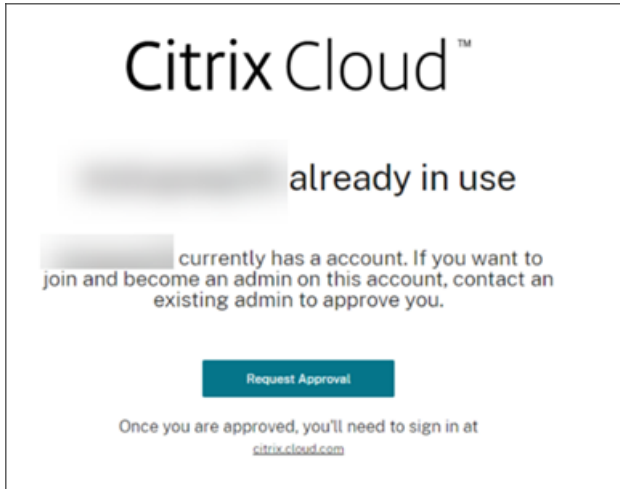 Citrix Cloud™
already in use
currently has a account. If you want to
join and become an admin on this account, contact an
existing admin to approve you.
Request Approval
Once you are approved, you'll need to sign in at
citrix.cloud.com